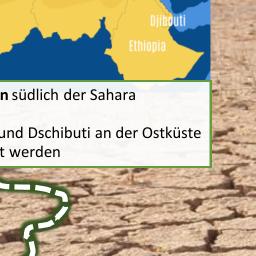 Djibouti
Ethiopia
n südlich der Sahara
und Dschibuti an der Ostküste
t werden